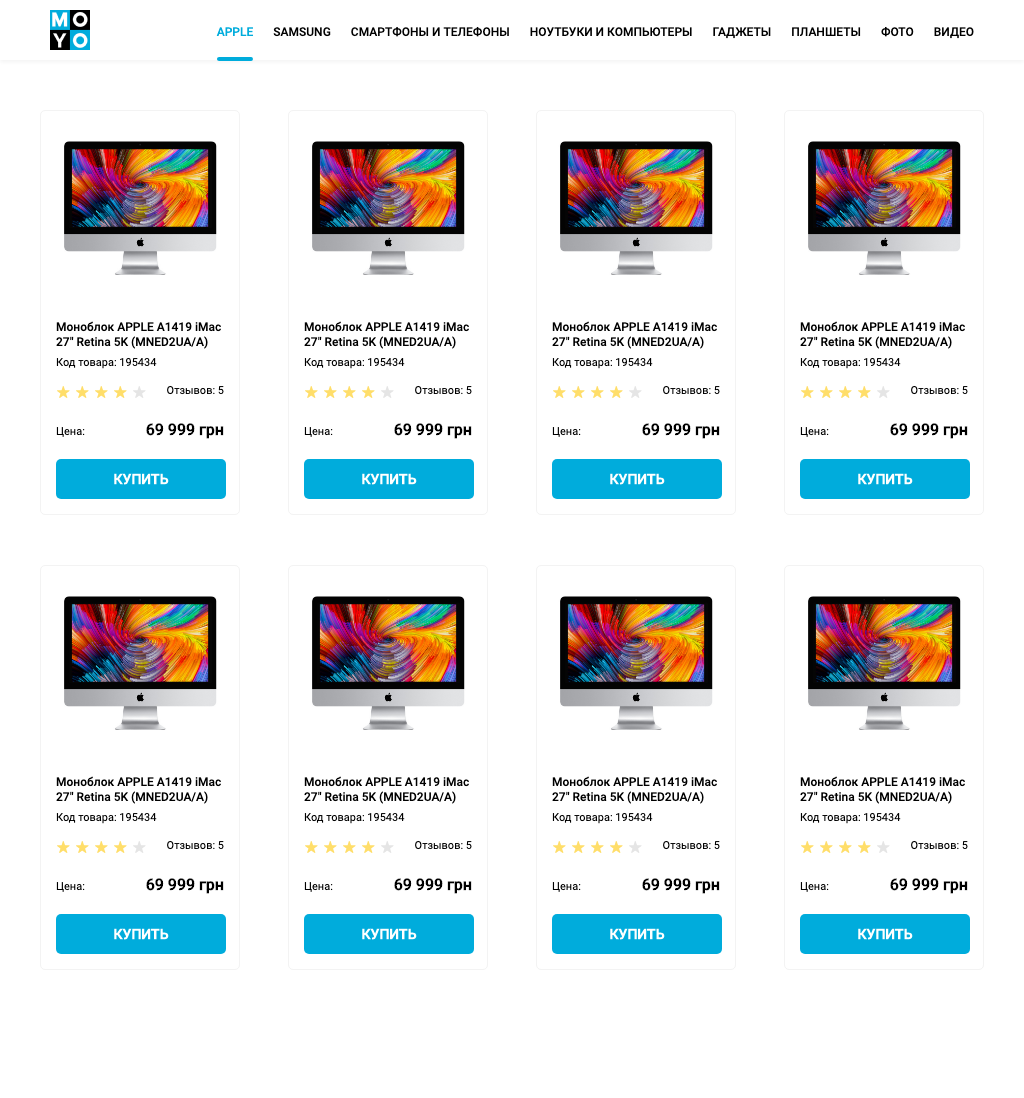 MO
YO
APPLE SAMSUNG СМАРТФОНЫ И ТЕЛЕФОНЫ НОУТБУКИ И КОМПЬЮТЕРЫ ГАДЖЕТЫ ПЛАНШЕТЫ ФОТО ВИДЕО
Моноблок APPLE A1419 iMac
27" Retina 5K (MNED2UA/A)
Код товара: 195434
Отзывов: 5
Цена: 69 999 грн
КУПИТЬ
Моноблок APPLE A1419 iMac
27" Retina 5K (MNED2UA/A)
Код товара: 195434
Отзывов: 5
Цена: 69 999 грн
КУПИТЬ
Моноблок APPLE A1419 iMac
27" Retina 5K (MNED2UA/A)
Код товара: 195434
Отзывов: 5
Цена: 69 999 грн
КУПИТЬ
Моноблок APPLE A1419 iMac
27" Retina 5K (MNED2UA/A)
Код товара: 195434
Отзывов: 5
Цена: 69 999 грн
КУПИТЬ
Моноблок APPLE A1419 iMac
27" Retina 5K (MNED2UA/A)
Код товара: 195434
Отзывов: 5
Цена: 69 999 грн
КУПИТЬ
Моноблок APPLE A1419 iMac
27" Retina 5K (MNED2UA/A)
Код товара: 195434
Отзывов: 5
Цена: 69 999 грн
КУПИТЬ
Моноблок APPLE A1419 iMac
27" Retina 5K (MNED2UA/A)
Код товара: 195434
Отзывов: 5
Цена: 69 999 грн
КУПИТЬ
Моноблок APPLE A1419 iMac
27" Retina 5K (MNED2UA/A)
Код товара: 195434
Отзывов: 5
Цена: 69 999 грн
КУПИТЬ